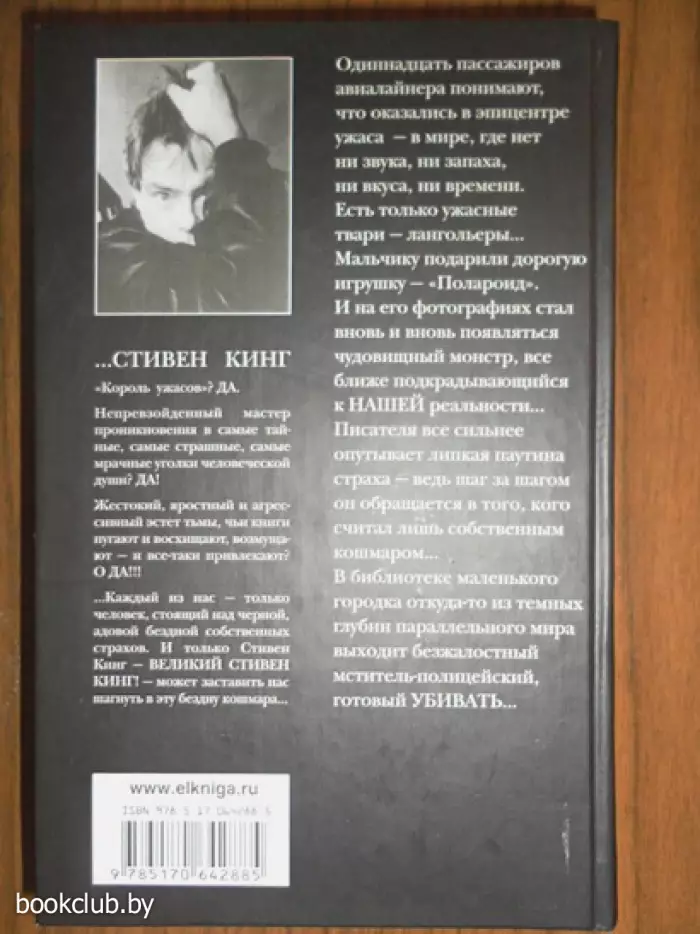 ...СТИВЕН КИНГ
«Король ужасов»? ДА.
Непревзойденный мастер
проникновения в самые тай-
ные, самые страшные, самые
мрачные уголки человеческой
души? ДА!
Жестокий, яростный и агрес-
сивный эстет тьмы, чьи книги
пугают и восхищают, возмуща-
ют — и все-таки привлекают?
О ДА!!!
...Каждый из нас — только
человек, стоящий над черной,
адовой бездной собственных
страхов. И только Стивен
Кинг — ВЕЛИКИЙ СТИВЕН
КИНГ! — может заставить нас
шагнуть в эту бездну кошмара...
Одиннадцать пассажиров
авиалайнера понимают,
что оказались в эпицентре
ужаса — в мире, где нет
ни звука, ни запаха,
ни вкуса, ни времени.
Есть только ужасные
твари — лангольеры...
Мальчику подарили дорогую
игрушку — «Полароид».
И на его фотографиях стал
вновь и вновь появляться
чудовищный монстр, все
ближе подкрадывающийся
к НАШЕЙ реальности...
Писателя все сильнее
опутывает липкая паутина
страха — ведь шаг за шагом
он обращается в того, кого
считал лишь собственным
кошмаром...
В библиотеке маленького
городка откуда-то из темных
глубин параллельного мира
выходит безжалостный
мститель-полицейский,
готовый УБИВАТЬ...
www.elkniga.ru
ISBN 978 5 17 064288 5
9 785170 642885
bookclub.by